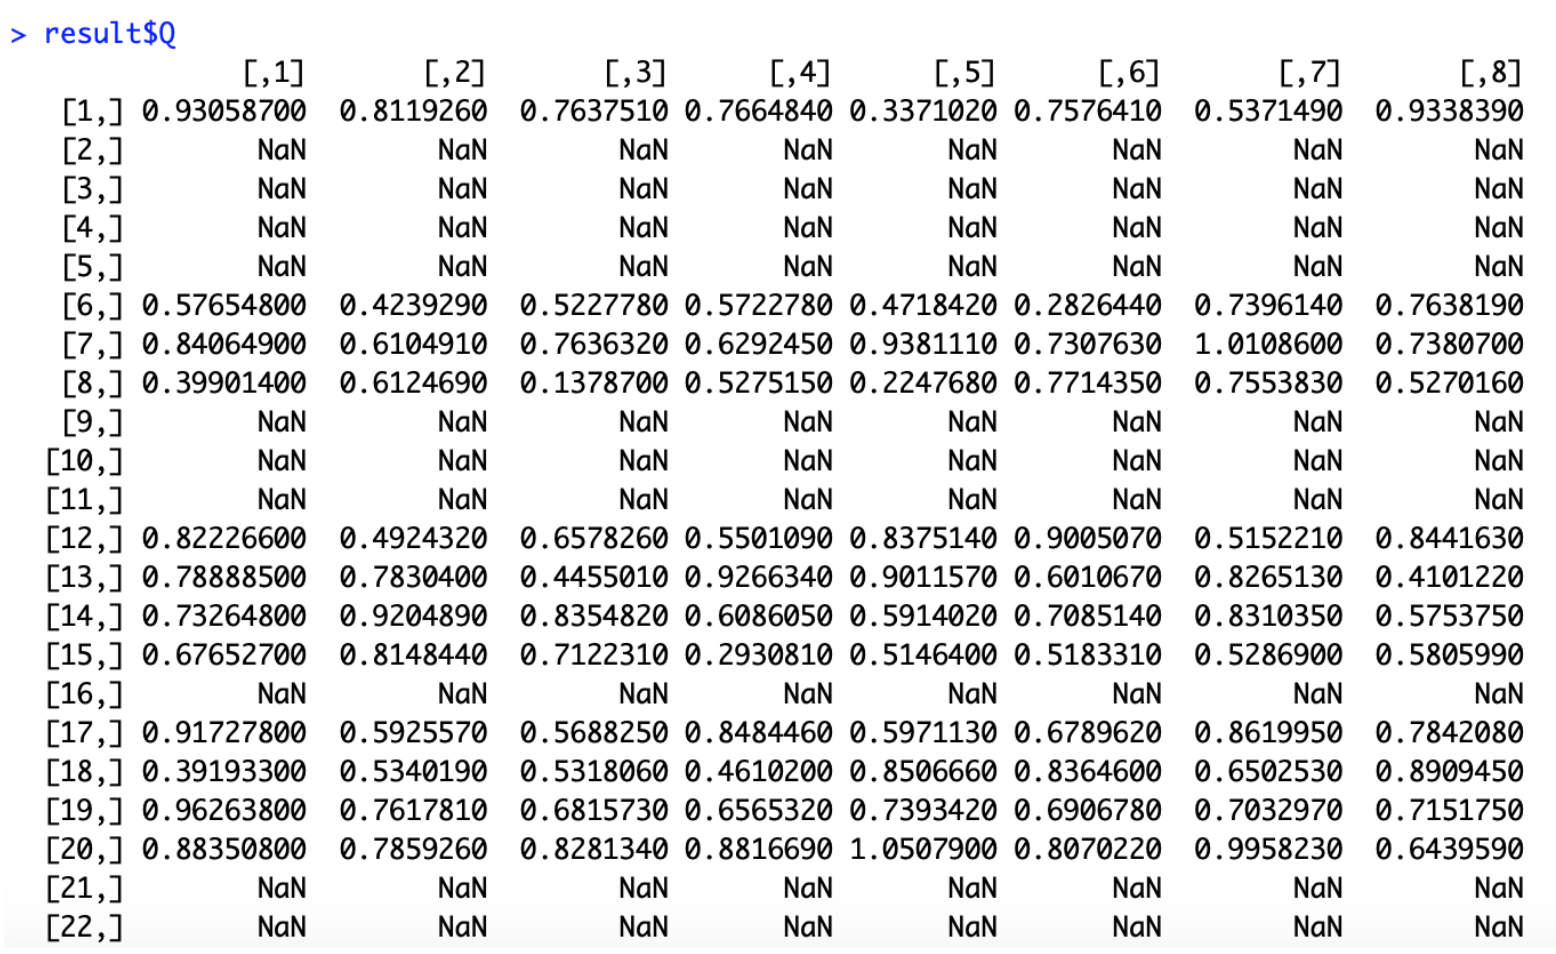 > result$Q
[,1] [,2] [,3] [,4] [,5] [,6] [,7] [,8]
[1,] 0.93058700 0.8119260 0.7637510 0.7664840 0.3371020 0.7576410 0.5371490 0.9338390
[2,] NaN NaN NaN NaN NaN NaN NaN NaN
[3,] NaN NaN NaN NaN NaN NaN NaN NaN
[4,] NaN NaN NaN NaN NaN NaN NaN NaN
[5,] NaN NaN NaN NaN NaN NaN NaN NaN
[6,] 0.57654800 0.4239290 0.5227780 0.5722780 0.4718420 0.2826440 0.7396140 0.7638190
[7,] 0.84064900 0.6104910 0.7636320 0.6292450 0.9381110 0.7307630 1.0108600 0.7380700
[8,] 0.39901400 0.6124690 0.1378700 0.5275150 0.2247680 0.7714350 0.7553830 0.5270160
[9,] NaN NaN NaN NaN NaN NaN NaN NaN
[10,] NaN NaN NaN NaN NaN NaN NaN NaN
[11,] NaN NaN NaN NaN NaN NaN NaN NaN
[12,] 0.82226600 0.4924320 0.6578260 0.5501090 0.8375140 0.9005070 0.5152210 0.8441630
[13,] 0.78888500 0.7830400 0.4455010 0.9266340 0.9011570 0.6010670 0.8265130 0.4101220
[14,] 0.73264800 0.9204890 0.8354820 0.6086050 0.5914020 0.7085140 0.8310350 0.5753750
[15,] 0.67652700 0.8148440 0.7122310 0.2930810 0.5146400 0.5183310 0.5286900 0.5805990
[16,] NaN NaN NaN NaN NaN NaN NaN NaN
[17,] 0.91727800 0.5925570 0.5688250 0.8484460 0.5971130 0.6789620 0.8619950 0.7842080
[18,] 0.39193300 0.5340190 0.5318060 0.4610200 0.8506660 0.8364600 0.6502530 0.8909450
[19,] 0.96263800 0.7617810 0.6815730 0.6565320 0.7393420 0.6906780 0.7032970 0.7151750
[20,] 0.88350800 0.7859260 0.8281340 0.8816690 1.0507900 0.8070220 0.9958230 0.6439590
[21,] NaN NaN NaN NaN NaN NaN NaN NaN
[22,] NaN NaN NaN NaN NaN NaN NaN NaN